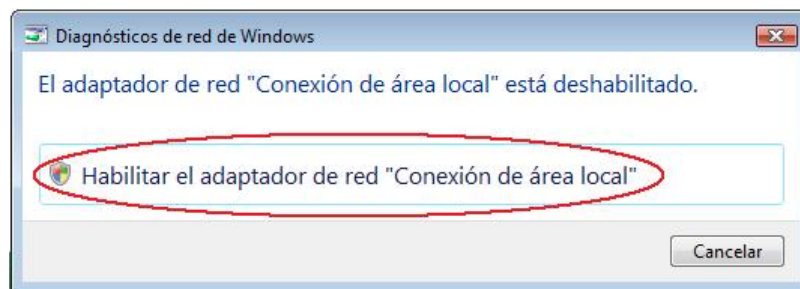 Diagnósticos de red de Windows
El adaptador de red "Conexión de área local" está deshabilitado.
Habilitar el adaptador de red "Conexión de área local"
Cancelar